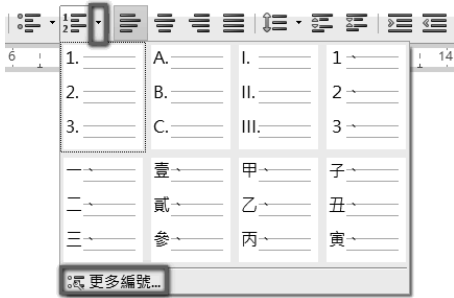 6 14
1. A. I. 1、
2. B. II. 2、
3. C. III. 3、
一、 壹、 甲、 子、
二、 貳、 乙、 丑、
三、 參、 丙、 寅、
更多編號...